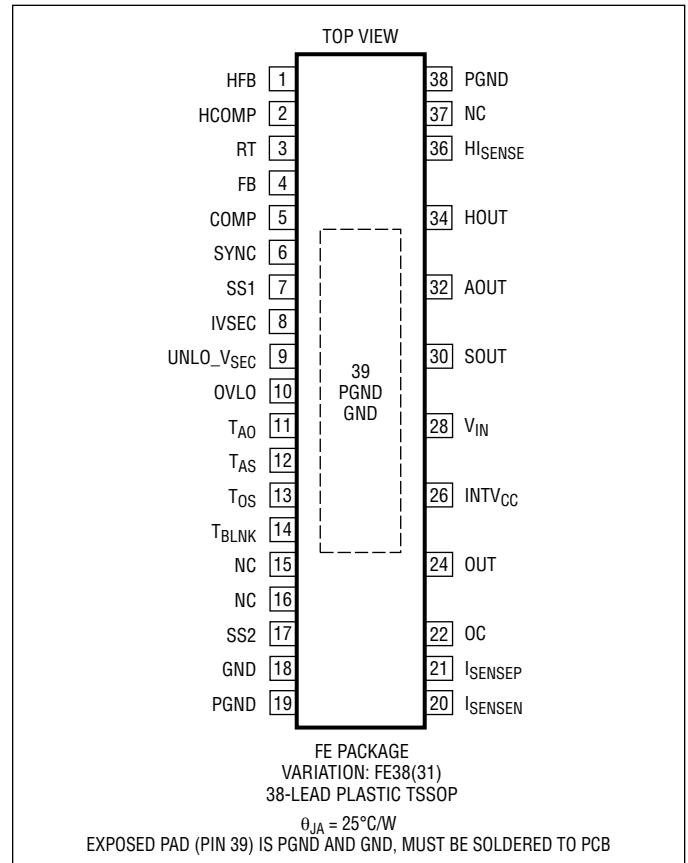 TOP VIEW
HFB 1
HCOMP 2
RT 3
FB 4
COMP 5
SYNC 6
SS1 7
IVSEC 8
UNLO_VSEC 9
OVLO 10
TAO 11
TAS 12
TOS 13
TBLNK 14
NC 15
NC 16
SS2 17
GND 18
PGND 19
39
PGND
GND
38 PGND
37 NC
36 HISENSE
34 HOUT
32 AOUT
30 SOUT
28 VIN
26 INTVCC
24 OUT
22 OC
21 ISENSEP
20 ISENSEN
FE PACKAGE
VARIATION: FE38(31)
38-LEAD PLASTIC TSSOP
θJA = 25°C/W
EXPOSED PAD (PIN 39) IS PGND AND GND, MUST BE SOLDERED TO PCB